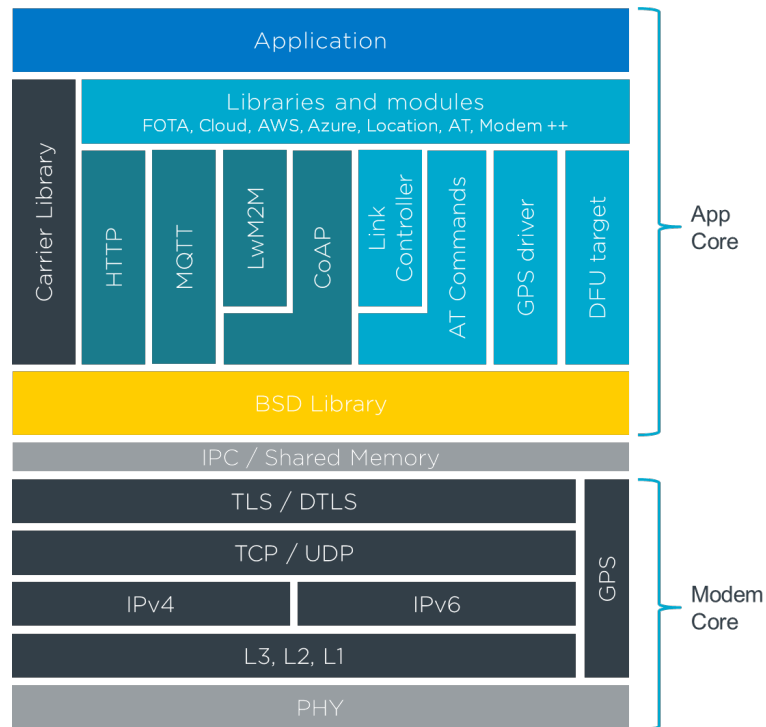 Application
Carrier Library
Libraries and modules
FOTA, Cloud, AWS, Azure, Location, AT, Modem ++
HTTP
MQTT
LwM2M
CoAP
Link
Controller
AT Commands
GPS driver
DFU target
App
Core
BSD Library
IPC / Shared Memory
TLS / DTLS
TCP / UDP
IPv4
IPv6
L3, L2, L1
GPS
Modem
Core
PHY